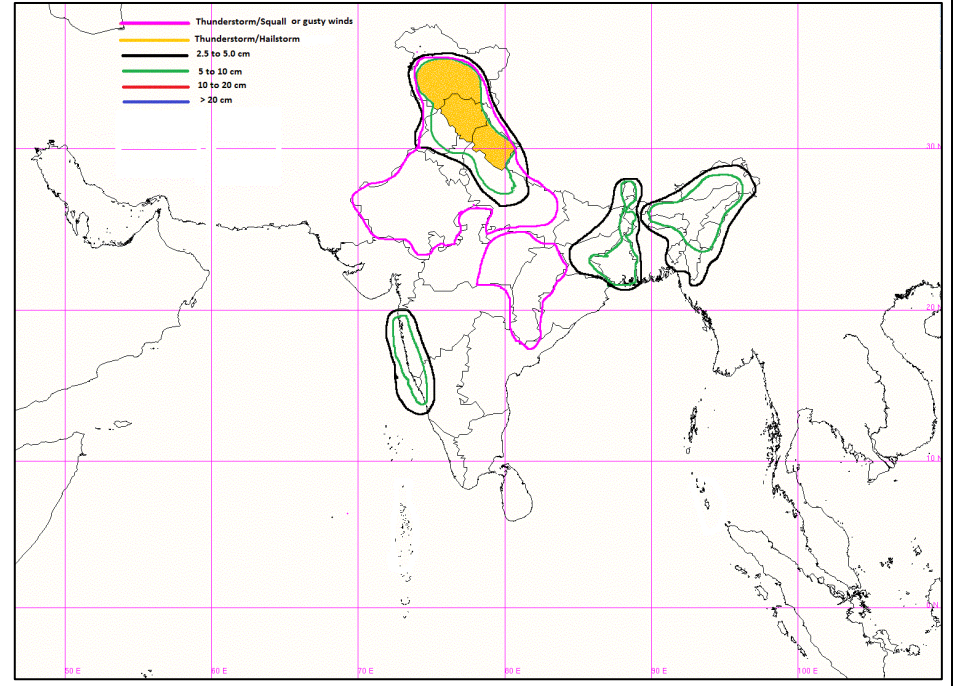 Thunderstorm/Squall or gusty winds
Thunderstorm/Hailstorm
2.5 to 5.0 cm
5 to 10 cm
10 to 20 cm
> 20 cm
30 N
20 N
10 N
50 E 60 E 70 E 80 E 90 E 100 E